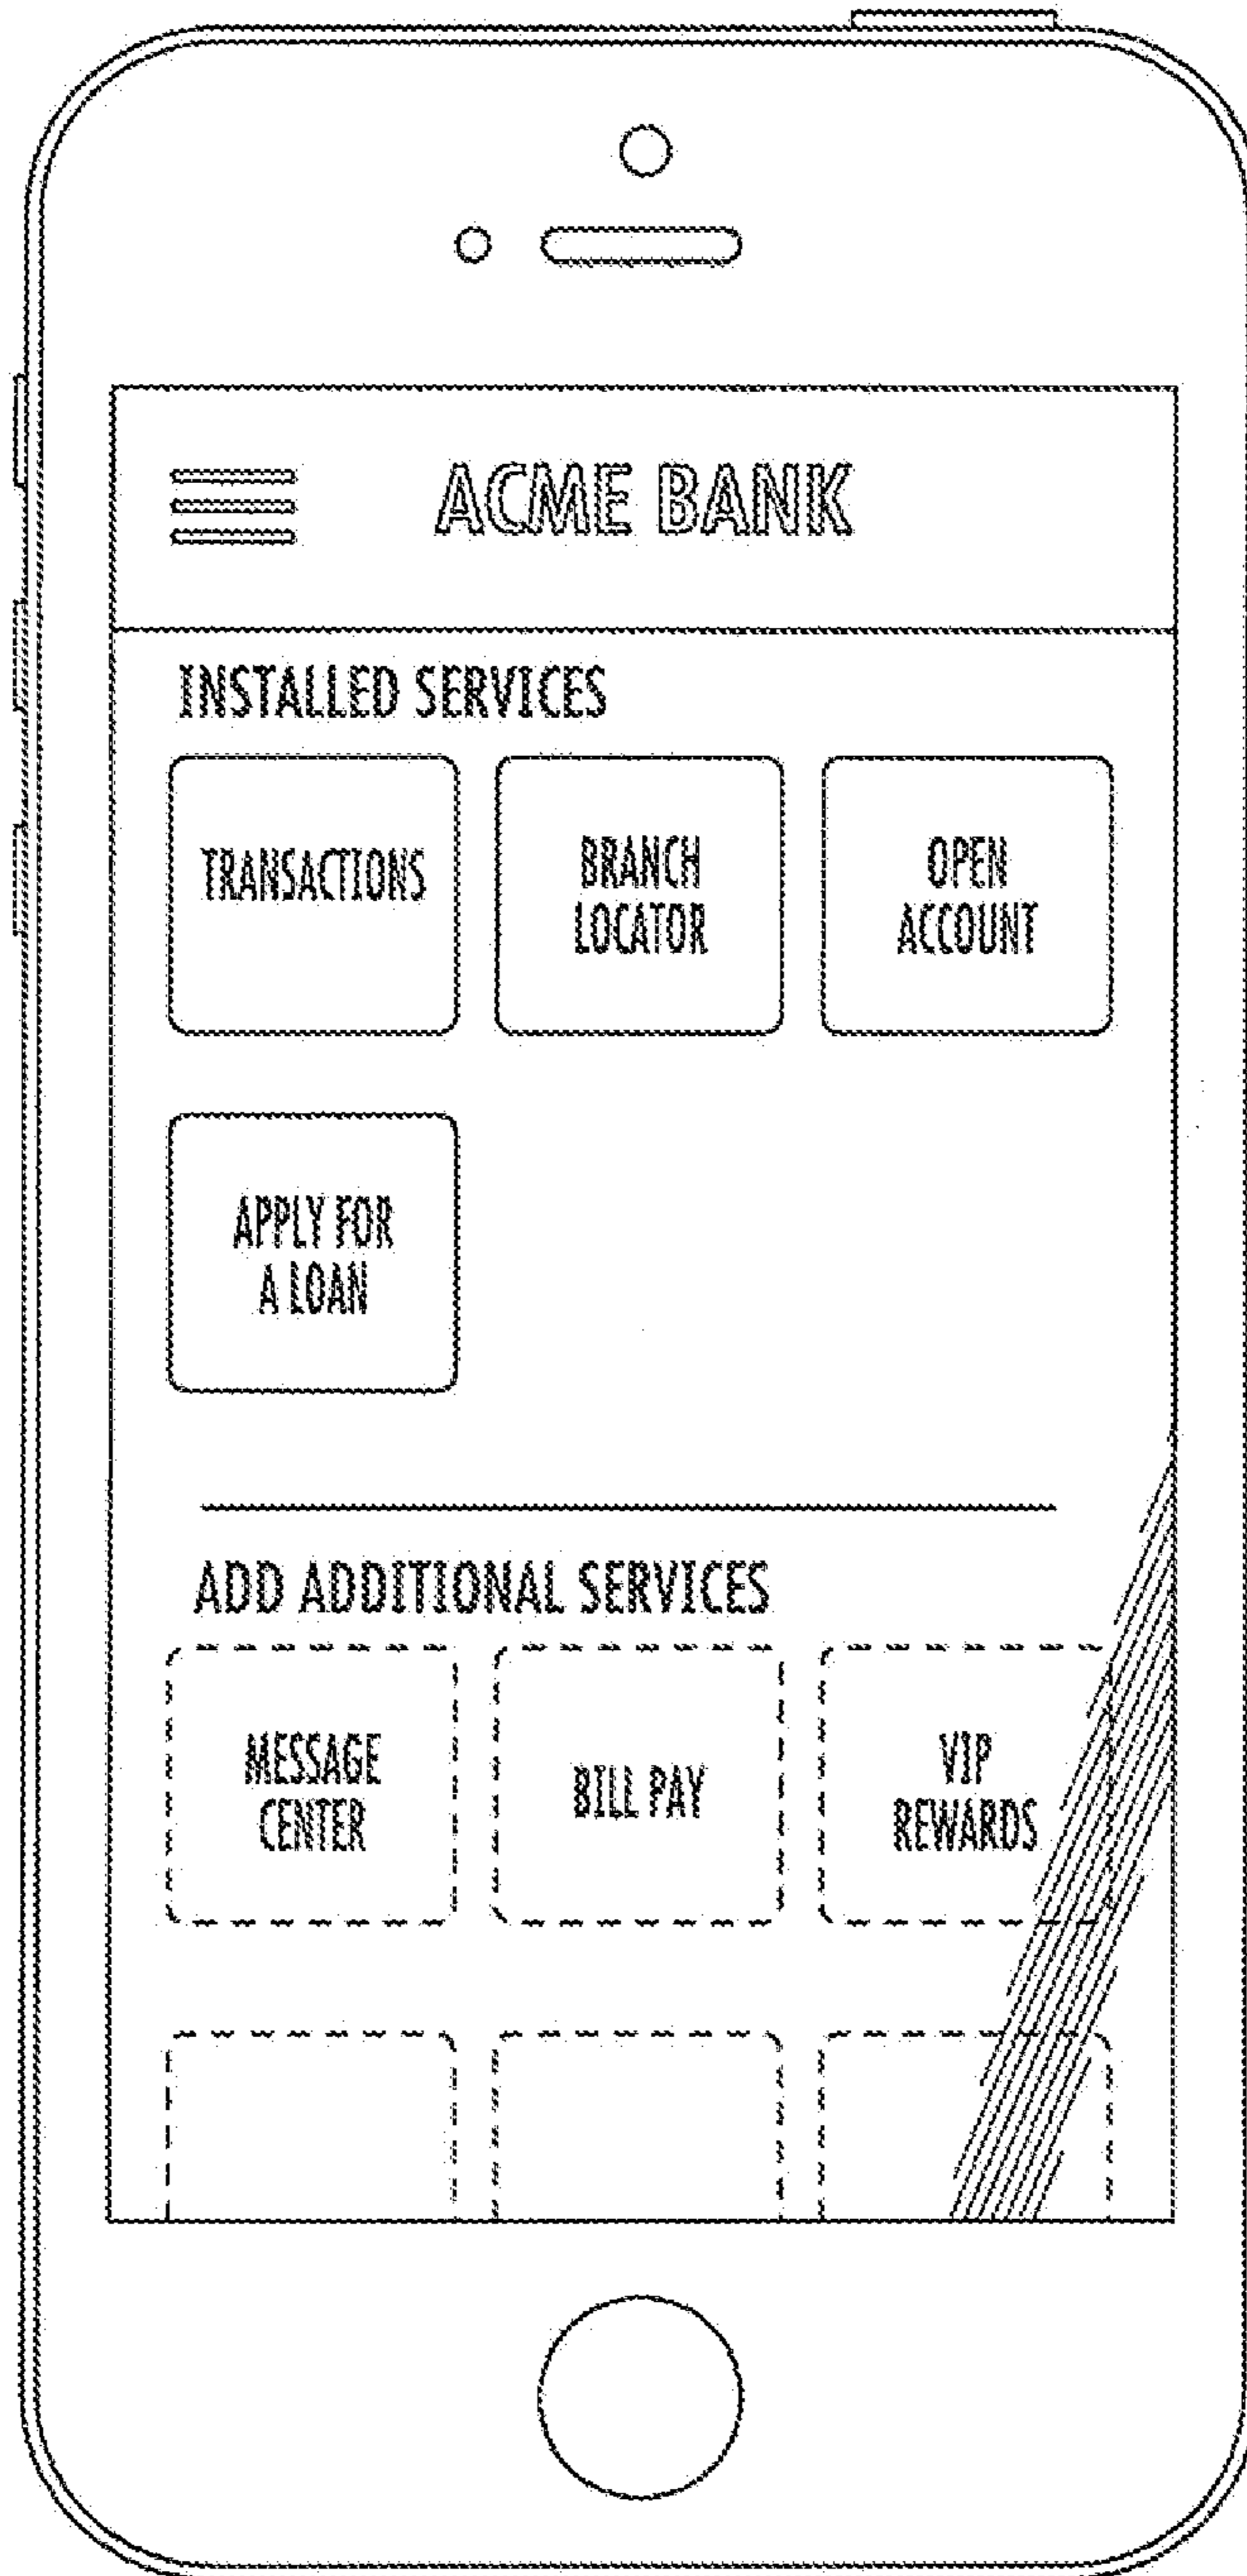 ACME BANK
INSTALLED SERVICES
TRANSACTIONS
BRANCH
LOCATOR
OPEN
ACCOUNT
APPLY FOR
A LOAN
ADD ADDITIONAL SERVICES
MESSAGE
CENTER
BILL PAY
VIP
REWARDS